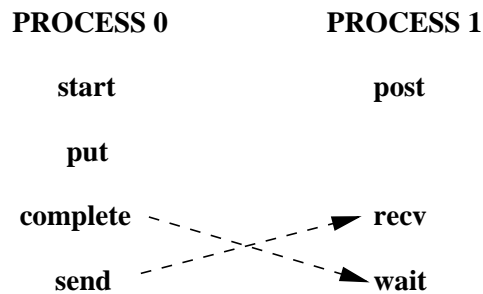 PROCESS 0 PROCESS 1
start post
put
complete recv
send wait